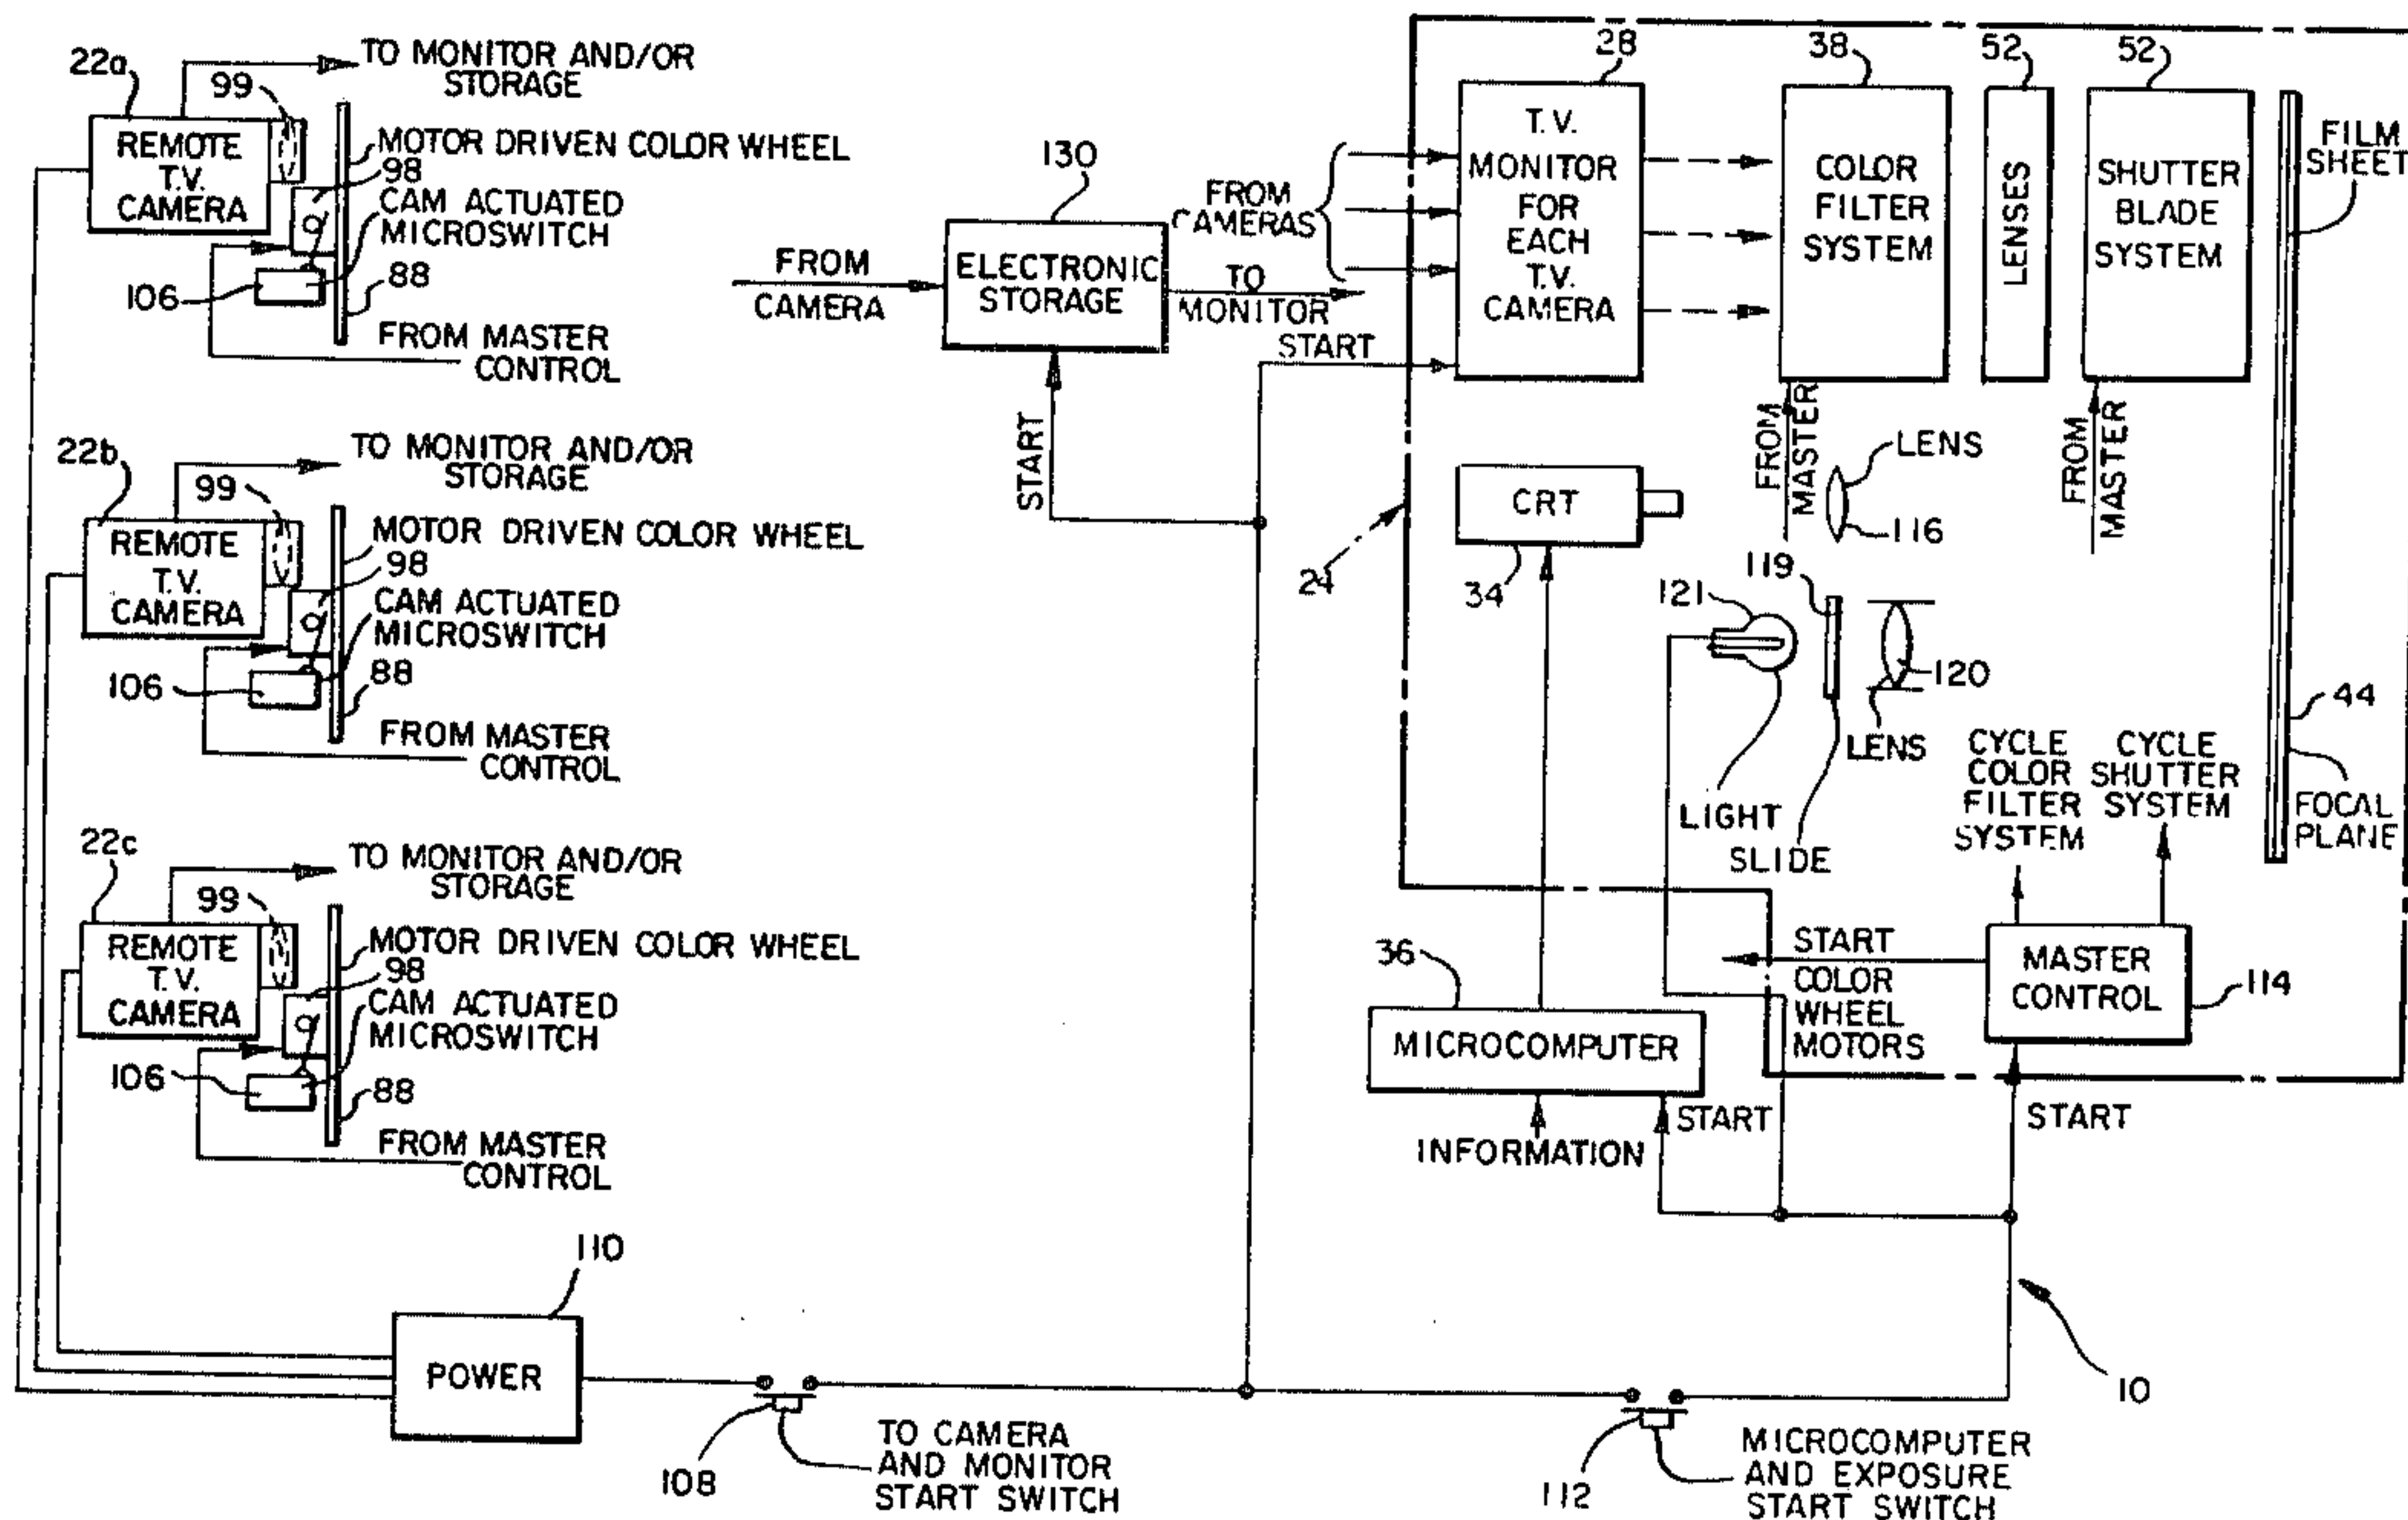 22a
99
TO MONITOR AND/OR
STORAGE
REMOTE
T.V.
CAMERA
MOTOR DRIVEN COLOR WHEEL
98
CAM ACTUATED
MICROSWITCH
106
88
FROM MASTER
CONTROL
22b
99
TO MONITOR AND/OR
STORAGE
REMOTE
T.V.
CAMERA
MOTOR DRIVEN COLOR WHEEL
98
CAM ACTUATED
MICROSWITCH
106
88
FROM MASTER
CONTROL
22c
99
TO MONITOR AND/OR
STORAGE
REMOTE
T.V.
CAMERA
MOTOR DRIVEN COLOR WHEEL
98
CAM ACTUATED
MICROSWITCH
106
88
FROM MASTER
CONTROL
110
POWER
108
TO CAMERA
AND MONITOR
START SWITCH
112
MICROCOMPUTER
AND EXPOSURE
START SWITCH
10
FROM
CAMERA
130
ELECTRONIC
STORAGE
TO
MONITOR
START
START
FROM
CAMERAS
24
28
T.V.
MONITOR
FOR
EACH
T.V.
CAMERA
38
COLOR
FILTER
SYSTEM
52
LENSES
52
SHUTTER
BLADE
SYSTEM
FILM
SHEET
FROM
MASTER
FROM
MASTER
CRT
34
LENS
116
121
119
120
LENS
LIGHT
SLIDE
44
FOCAL
PLANE
CYCLE
COLOR
FILTER
SYSTEM
CYCLE
SHUTTER
SYSTEM
START
COLOR
WHEEL
MOTORS
MASTER
CONTROL
114
START
36
MICROCOMPUTER
INFORMATION
START